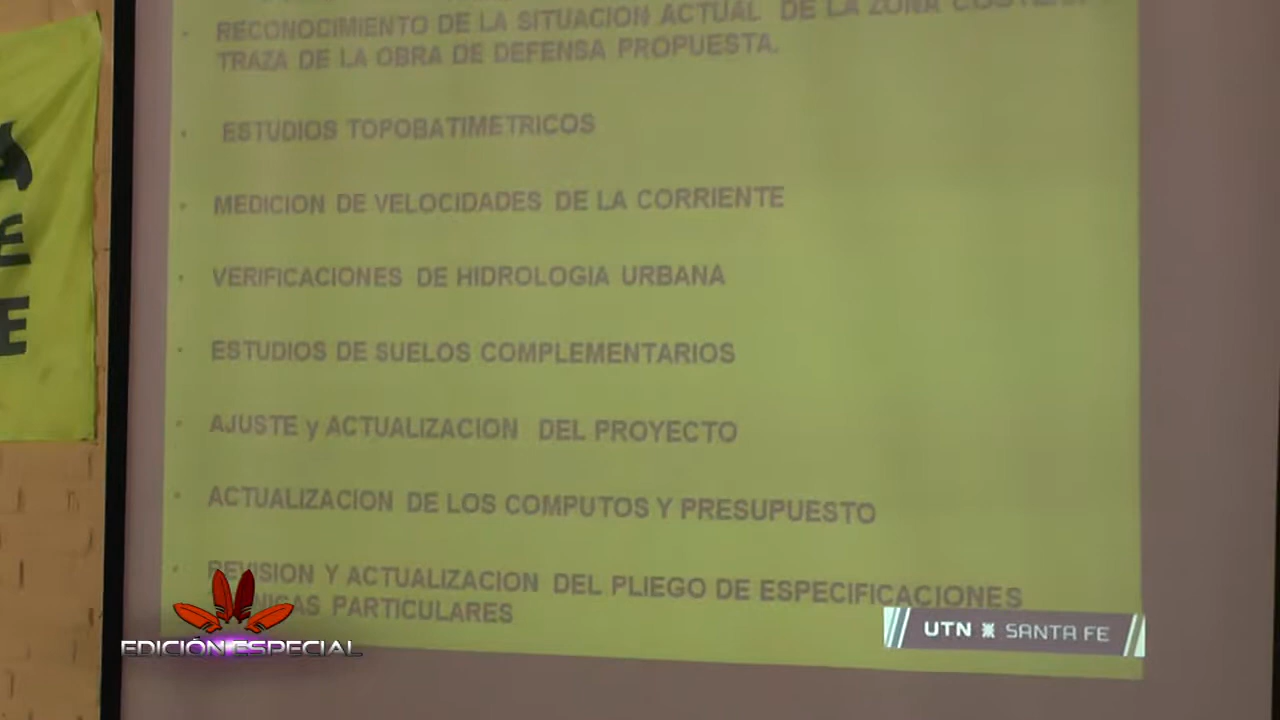 RECONOCIMIENTO DE LA SITUACION ACTUAL DE LA ZONA
TRAZA DE LA OBRA DE DEFENSA PROPUESTA.
ESTUDIOS TOPOBATIMETRICOS
MEDICION DE VELOCIDADES DE LA CORRIENTE
VERIFICACIONES DE HIDROLOGIA URBANA
ESTUDIOS DE SUELOS COMPLEMENTARIOS
AJUSTE y ACTUALIZACION DEL PROYECTO
ACTUALIZACION DE LOS COMPUTOS Y PRESUPUESTO
REVISION Y ACTUALIZACION DEL PLIEGO DE ESPECIFICACIONES
PARTICULARES
A
E
E
EDICIÓN ESPECIAL
UTN SANTA FE